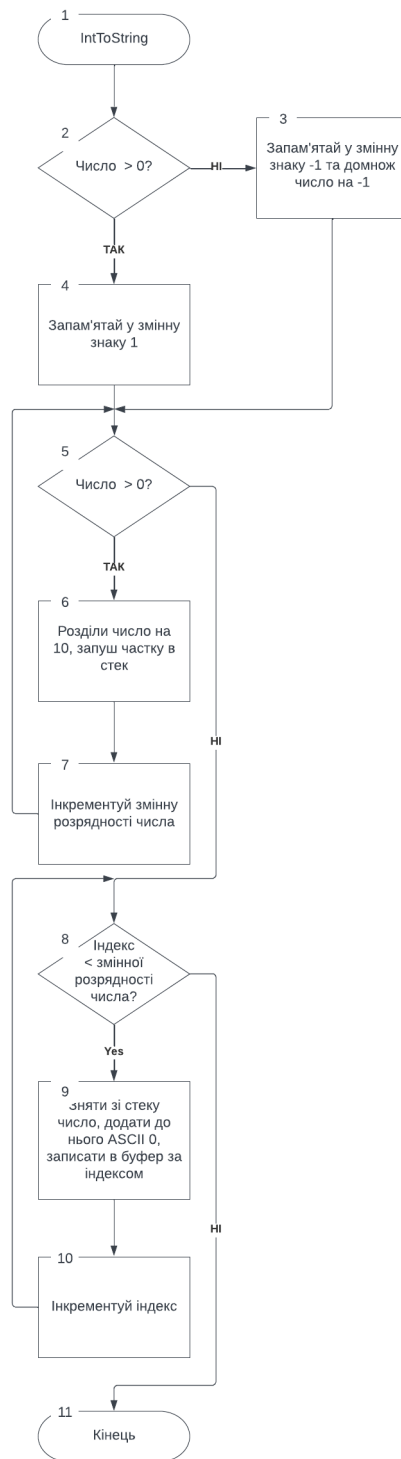 1
IntToString
2
Число > 0?
НІ
3
Запам'ятай у змінну
знаку -1 та домнож
число на -1
ТАК
4
Запам'ятай у змінну
знаку 1
5
Число > 0?
ТАК
6
Розділи число на
10, запуш частку в
стек
НІ
7
Інкрементуй змінну
розрядності числа
8
Індекс
< змінної
розрядності
числа?
Yes
9
Зняти зі стеку
число, додати до
нього ASCII 0,
записати в буфер за
індексом
НІ
10
Інкрементуй індекс
11
Кінець